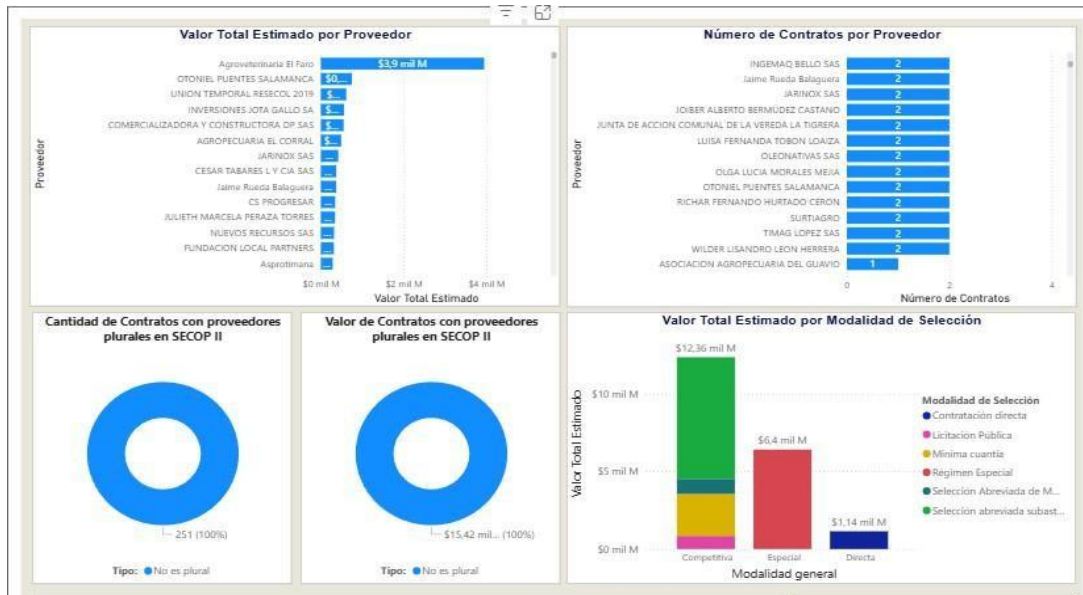 Valor Total Estimado por Proveedor
Proveedor
Agroveterinaria El Faro
$3,9 mil M
OTONIEL PUENTES SALAMANCA
$0,...
UNION TEMPORAL RESECOL 2019
$...
INVERSIONES JOTA GALLO SA
$...
COMERCIALIZADORA Y CONSTRUCTORA DP SAS
$...
AGROPECUARIA EL CORRAL
$...
JARINOX SAS
...
CESAR TABARES L Y CIA SAS
...
Jaime Rueda Balaguera
...
CS PROGRESAR
...
JULIETH MARCELA PERAZA TORRES
...
NUEVOS RECURSOS SAS
...
FUNDACION LOCAL PARTNERS
...
Asprotimana
...
$0 mil M
$2 mil M
$4 mil M
Valor Total Estimado
Número de Contratos por Proveedor
Proveedor
INGEMAQ BELLO SAS
2
Jaime Rueda Balaguera
2
JARINOX SAS
2
JOIBER ALBERTO BERMÚDEZ CASTANO
2
JUNTA DE ACCION COMUNAL DE LA VEREDA LA TIGRERA
2
LUISA FERNANDA TOBON LOAIZA
2
OLEONATIVAS SAS
2
OLGA LUCIA MORALES MEJIA
2
OTONIEL PUENTES SALAMANCA
2
RICHAR FERNANDO HURTADO CERON
2
SURTIAGRO
2
TIMAG LOPEZ SAS
2
WILDER LISANDRO LEON HERRERA
2
ASOCIACION AGROPECUARIA DEL GUAVIO
1
0
2
4
Número de Contratos
Cantidad de Contratos con proveedores
plurales en SECOP II
251 (100%)
Tipo: No es plural
Valor de Contratos con proveedores
plurales en SECOP II
$15,42 mil... (100%)
Tipo: No es plural
Valor Total Estimado por Modalidad de Selección
Valor Total Estimado
$12,36 mil M
$10 mil M
$6,4 mil M
$5 mil M
$1,14 mil M
$0 mil M
Competitiva
Especial
Directa
Modalidad general
Modalidad de Selección
Contratación directa
Licitación Pública
Mínima cuantía
Régimen Especial
Selección Abreviada de M...
Selección abreviada subast...